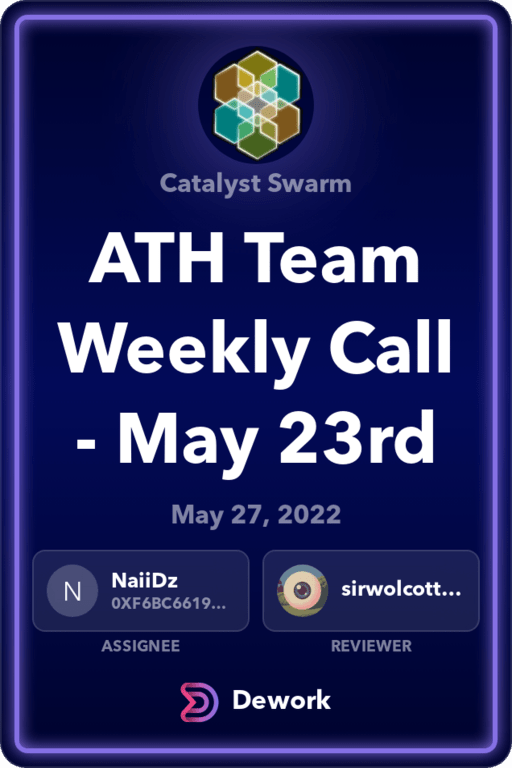 Catalyst Swarm
ATH Team
Weekly Call
- May 23rd
May 27, 2022
N
NaiiDz
0XF6BC6619...
sirwolcott...
ASSIGNEE
REVIEWER
Dework